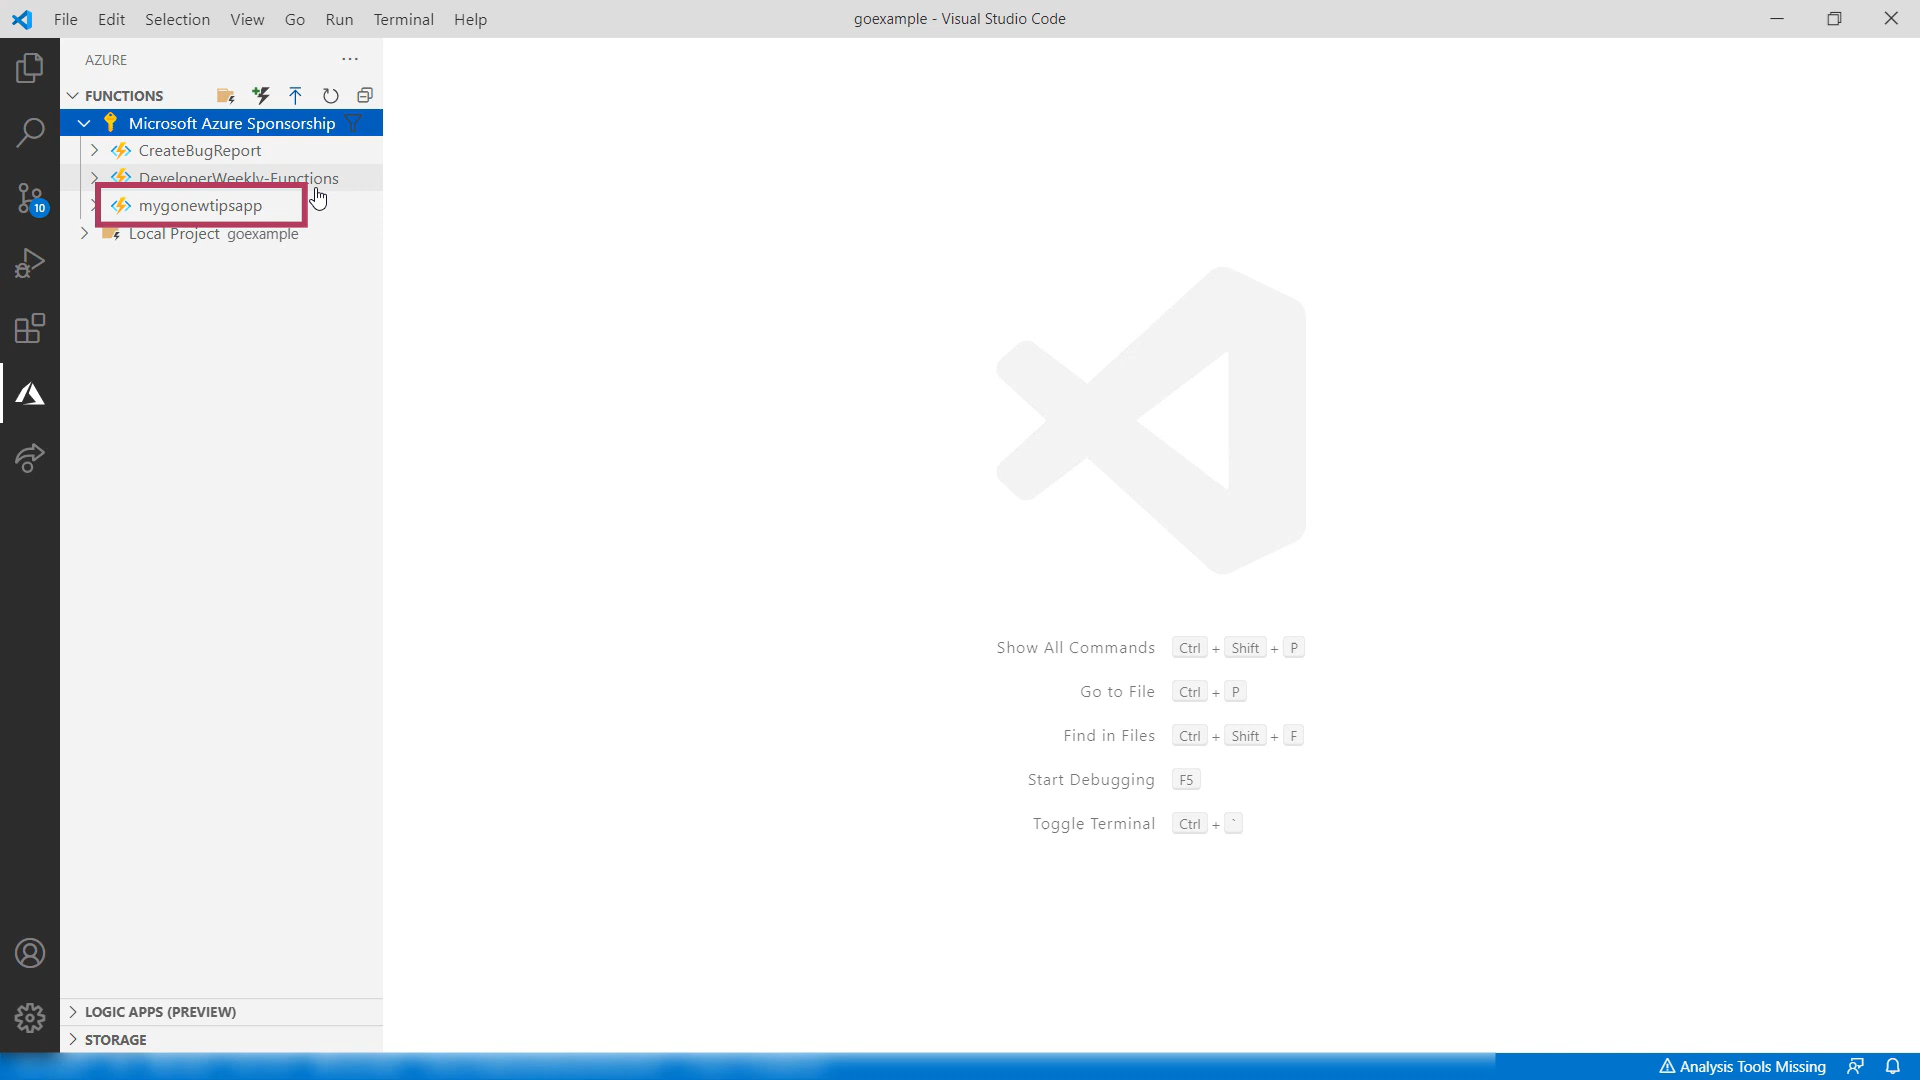 File Edit Selection View Go Run Terminal Help
goexample - Visual Studio Code
AZURE
FUNCTIONS
Microsoft Azure Sponsorship
CreateBugReport
DeveloperWeekly-Functions
mygonewtipsapp
Local Project goexample
10
Show All Commands Ctrl + Shift + P
Go to File Ctrl + P
Find in Files Ctrl + Shift + F
Start Debugging F5
Toggle Terminal Ctrl + `
LOGIC APPS (PREVIEW)
STORAGE
Analysis Tools Missing